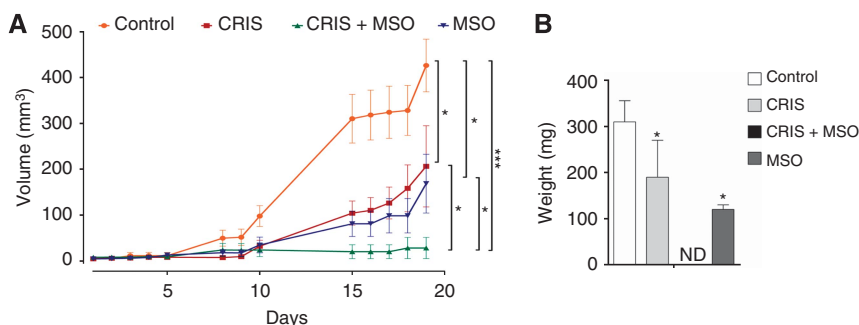 A
Control CRIS CRIS + MSO MSO
Volume (mm³)
500
400
300
200
100
0
5 10 15 20
Days
*
*
***
*
*
B
Weight (mg)
400
300
200
100
0
*
ND
*
Control
CRIS
CRIS + MSO
MSO